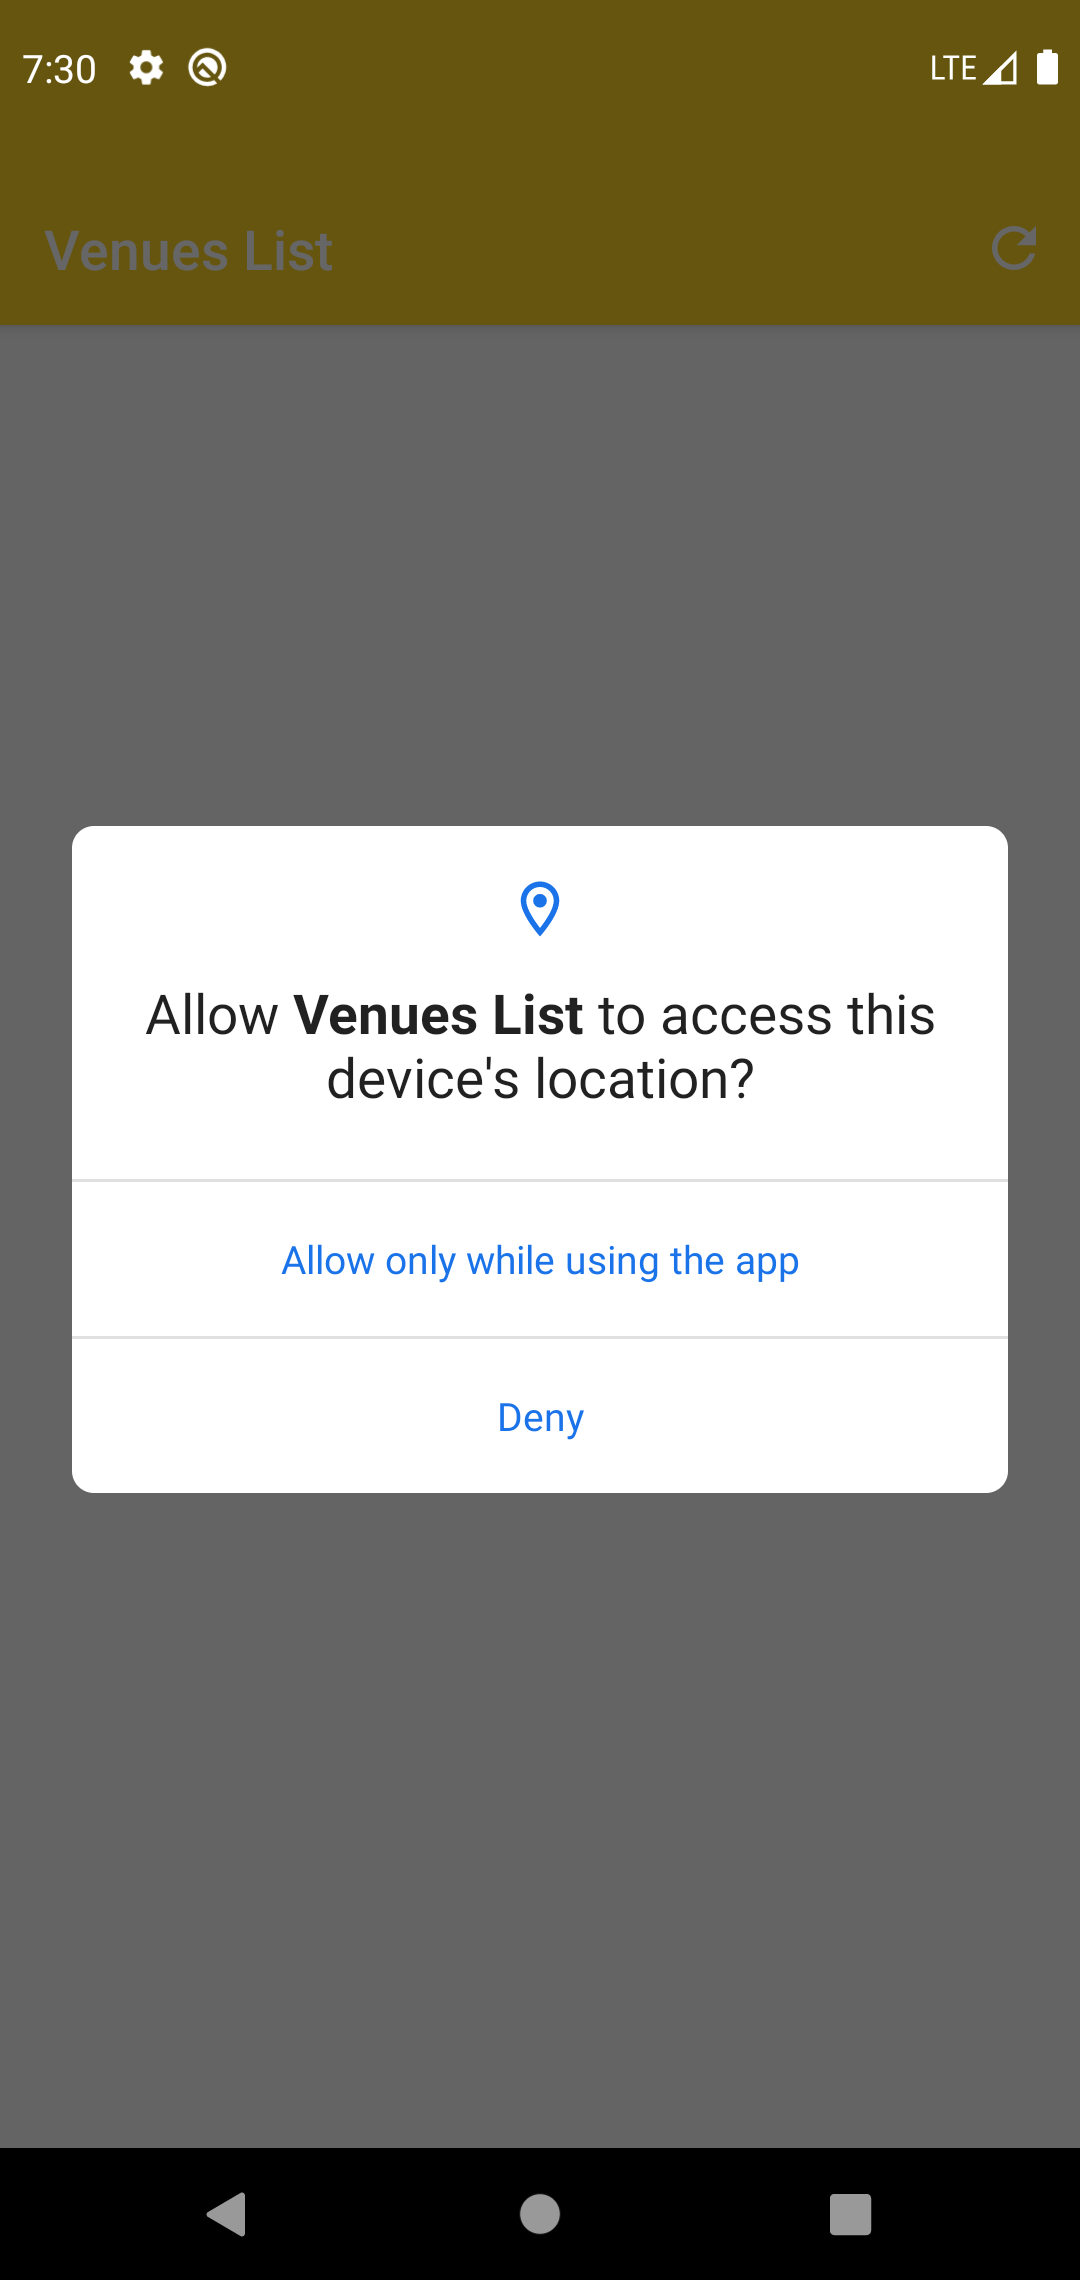 7:30
LTE
Venues List
Allow Venues List to access this
device's location?
Allow only while using the app
Deny